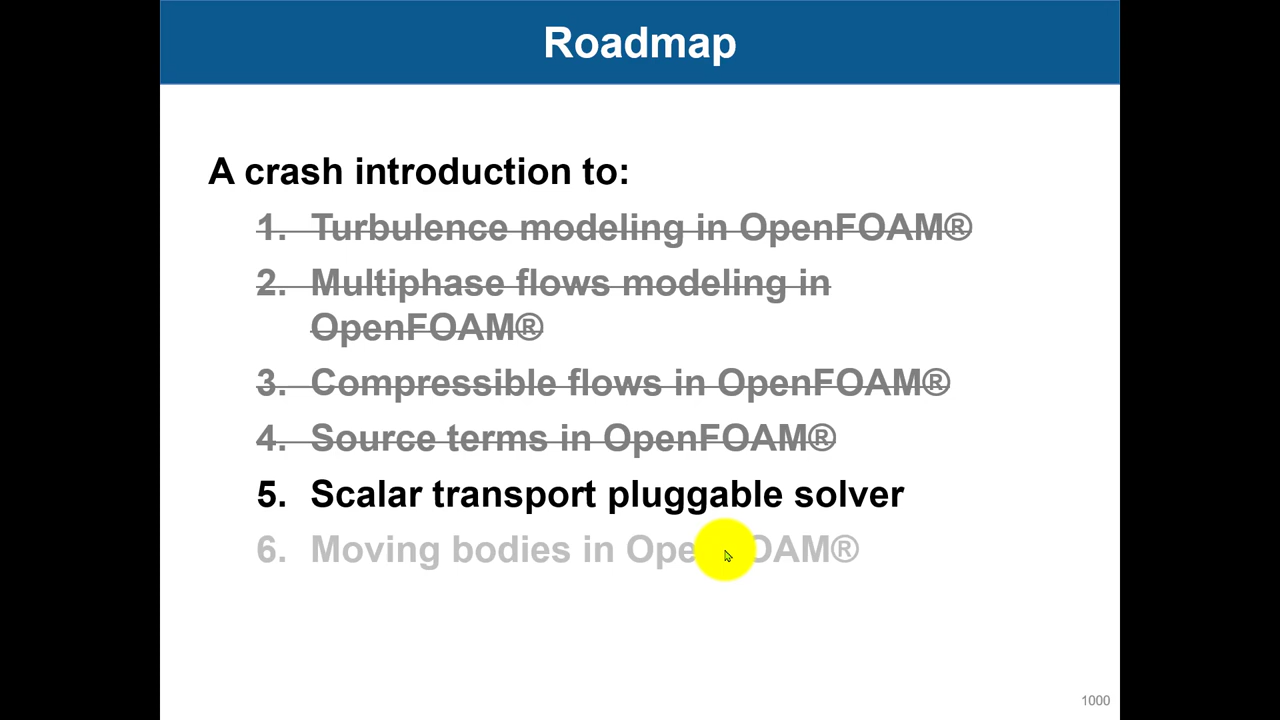 Roadmap
A crash introduction to:
1. Turbulence modeling in OpenFOAM®
2. Multiphase flows modeling in
OpenFOAM®
3. Compressible flows in OpenFOAM®
4. Source terms in OpenFOAM®
5. Scalar transport pluggable solver
6. Moving bodies in OpenFOAM®
1000